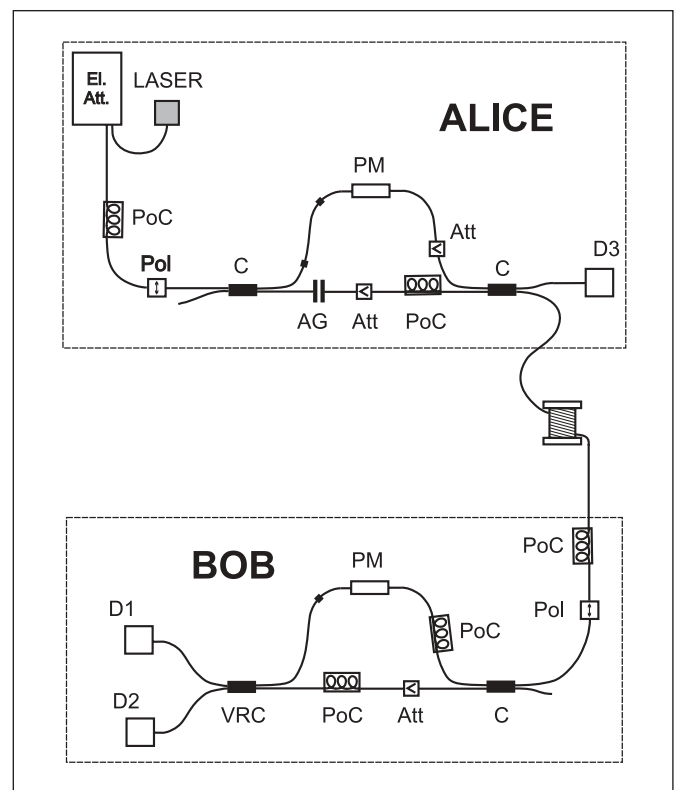 El.
Att.
LASER
ALICE
PM
PoC
Att
D3
Pol
C
C
AG
Att
PoC
PoC
BOB
PM
Pol
D1
PoC
D2
VRC
PoC
Att
C